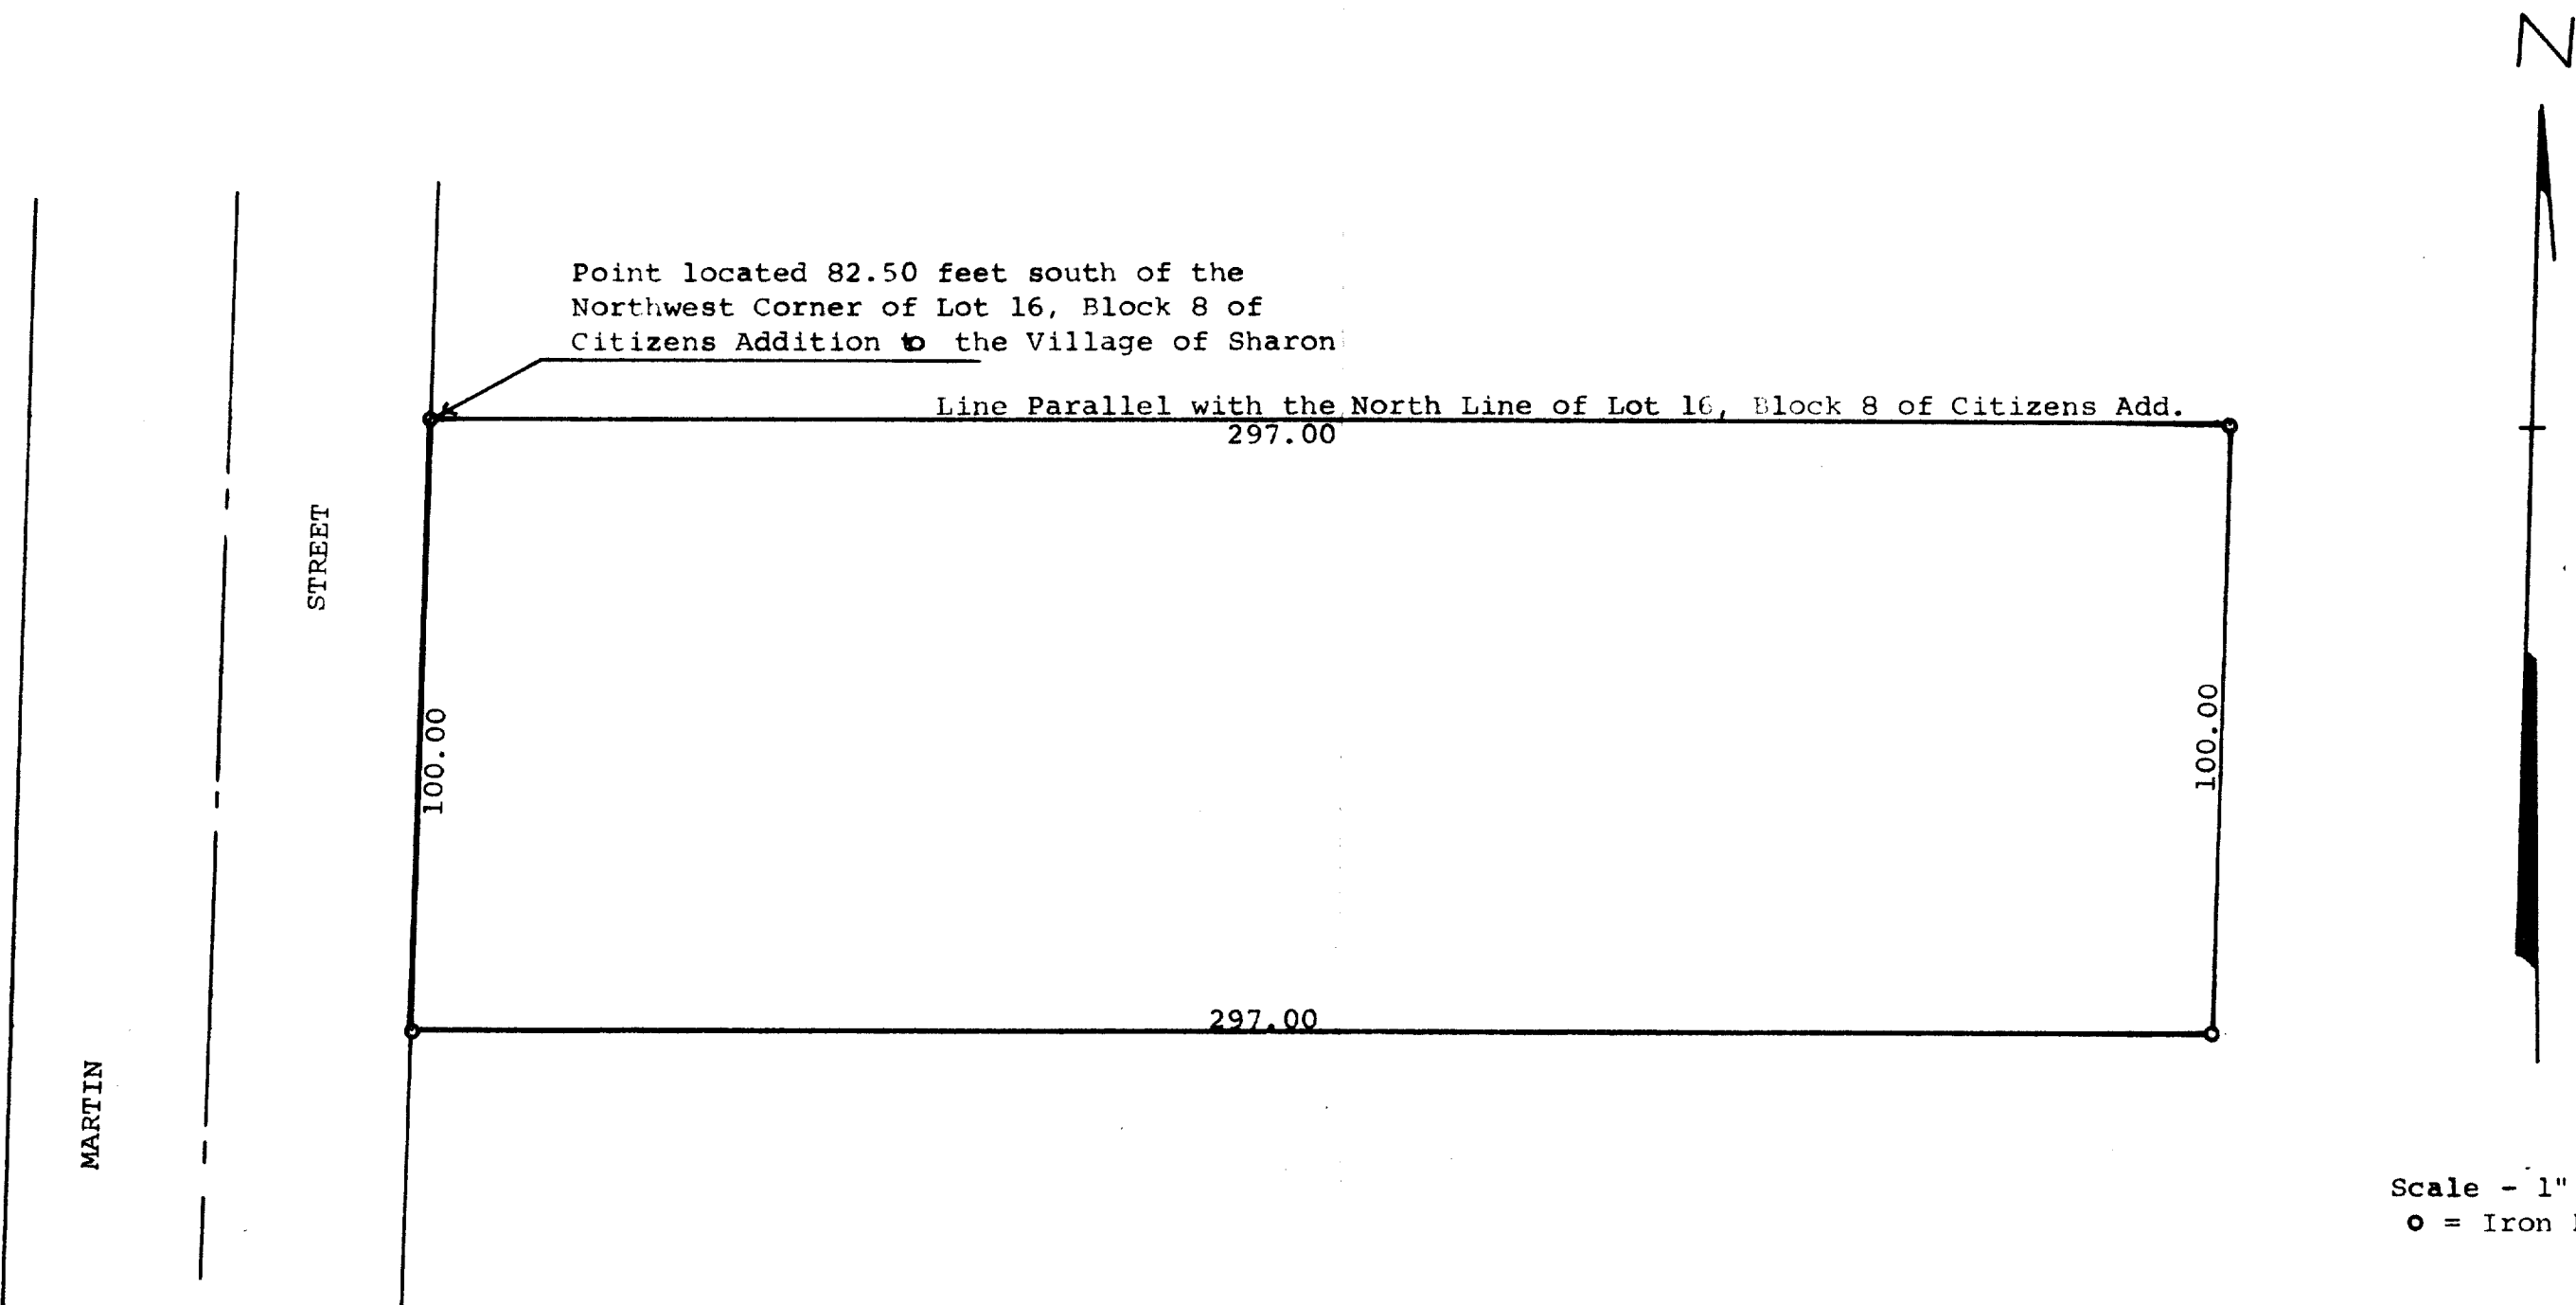 N
Point located 82.50 feet south of the
Northwest Corner of Lot 16, Block 8 of
Citizens Addition to the Village of Sharon
Line Parallel with the North Line of Lot 16, Block 8 of Citizens Add.
297.00
STREET
100.00
100.00
297.00
MARTIN
Scale - 1"
o = Iron